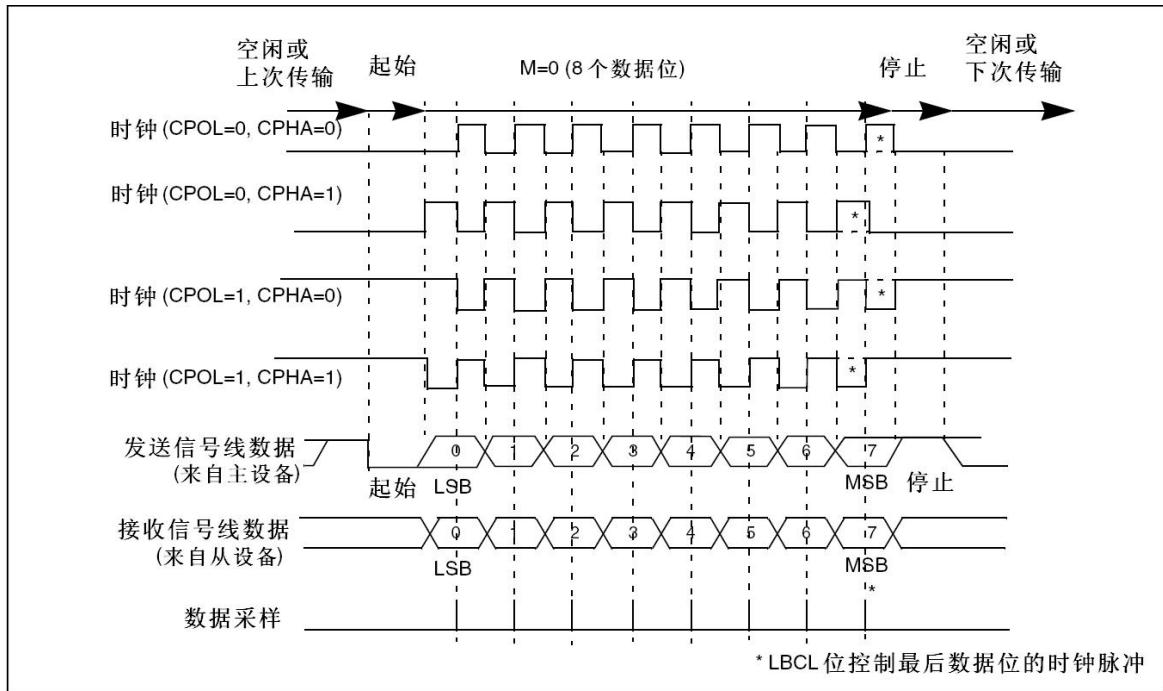 空闲或
上次传输
起始
M=0 (8个数据位)
停止
空闲或
下次传输
时钟(CPOL=0, CPHA=0)
*
时钟(CPOL=0, CPHA=1)
*
时钟(CPOL=1, CPHA=0)
*
时钟(CPOL=1, CPHA=1)
*
发送信号线数据
(来自主设备)
0 1 2 3 4 5 6 7
起始
LSB
MSB
停止
接收信号线数据
(来自从设备)
0 1 2 3 4 5 6 7
LSB
MSB
*
数据采样
* LBCL位控制最后数据位的时钟脉冲